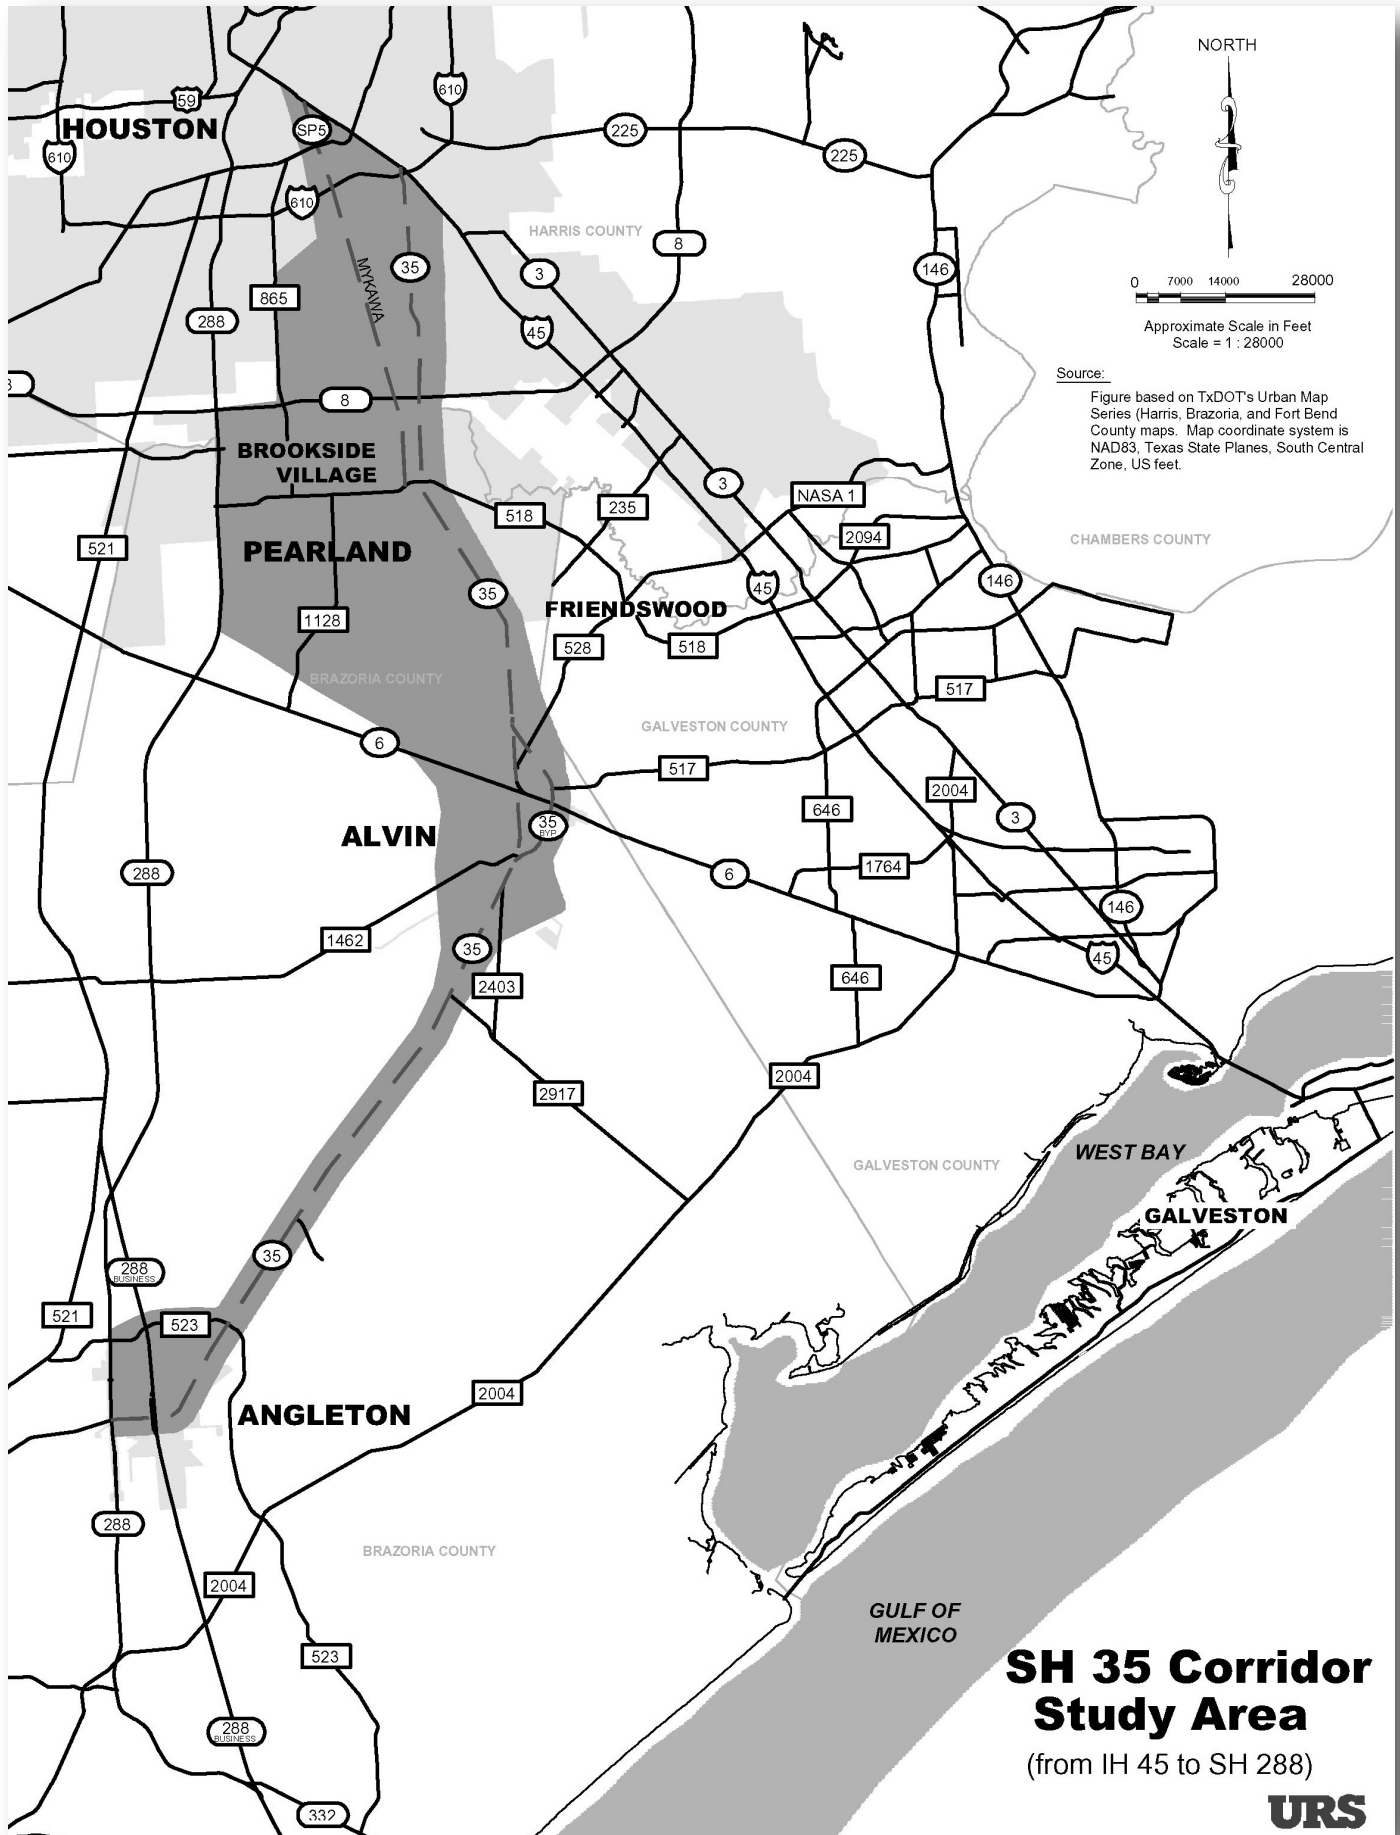 NORTH
610
59
HOUSTON
SP5
225
225
610
610
HARRIS COUNTY
8
3
35
146
MYKAWA
0 7000 14000 28000
865
288
45
Approximate Scale in Feet
Scale = 1 : 28000
Source:
Figure based on TxDOT's Urban Map
Series (Harris, Brazoria, and Fort Bend
County maps. Map coordinate system is
NAD83, Texas State Planes, South Central
Zone, US feet.
8
BROOKSIDE
VILLAGE
3
NASA 1
518
235
2094
CHAMBERS COUNTY
521
PEARLAND
35
45
146
FRIENDSWOOD
1128
528
518
BRAZORIA COUNTY
517
GALVESTON COUNTY
6
517
2004
646
3
35
BYP
ALVIN
288
6
1764
146
1462
35
45
646
2403
2004
2917
WEST BAY
GALVESTON COUNTY
GALVESTON
35
288
BUSINESS
521
523
2004
ANGLETON
288
BRAZORIA COUNTY
2004
GULF OF
MEXICO
523
SH 35 Corridor
Study Area
288
BUSINESS
(from IH 45 to SH 288)
332
URS